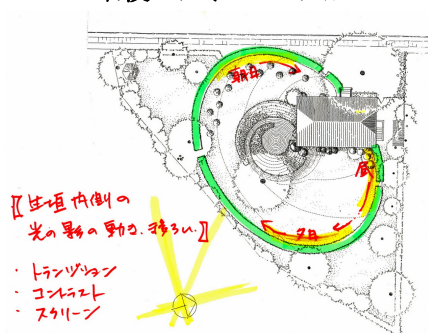 朝日
昼
夕日
〖生垣内側の
光の影の動き、移ろい。〗
・トランジション
・コントラスト
・スクリーン